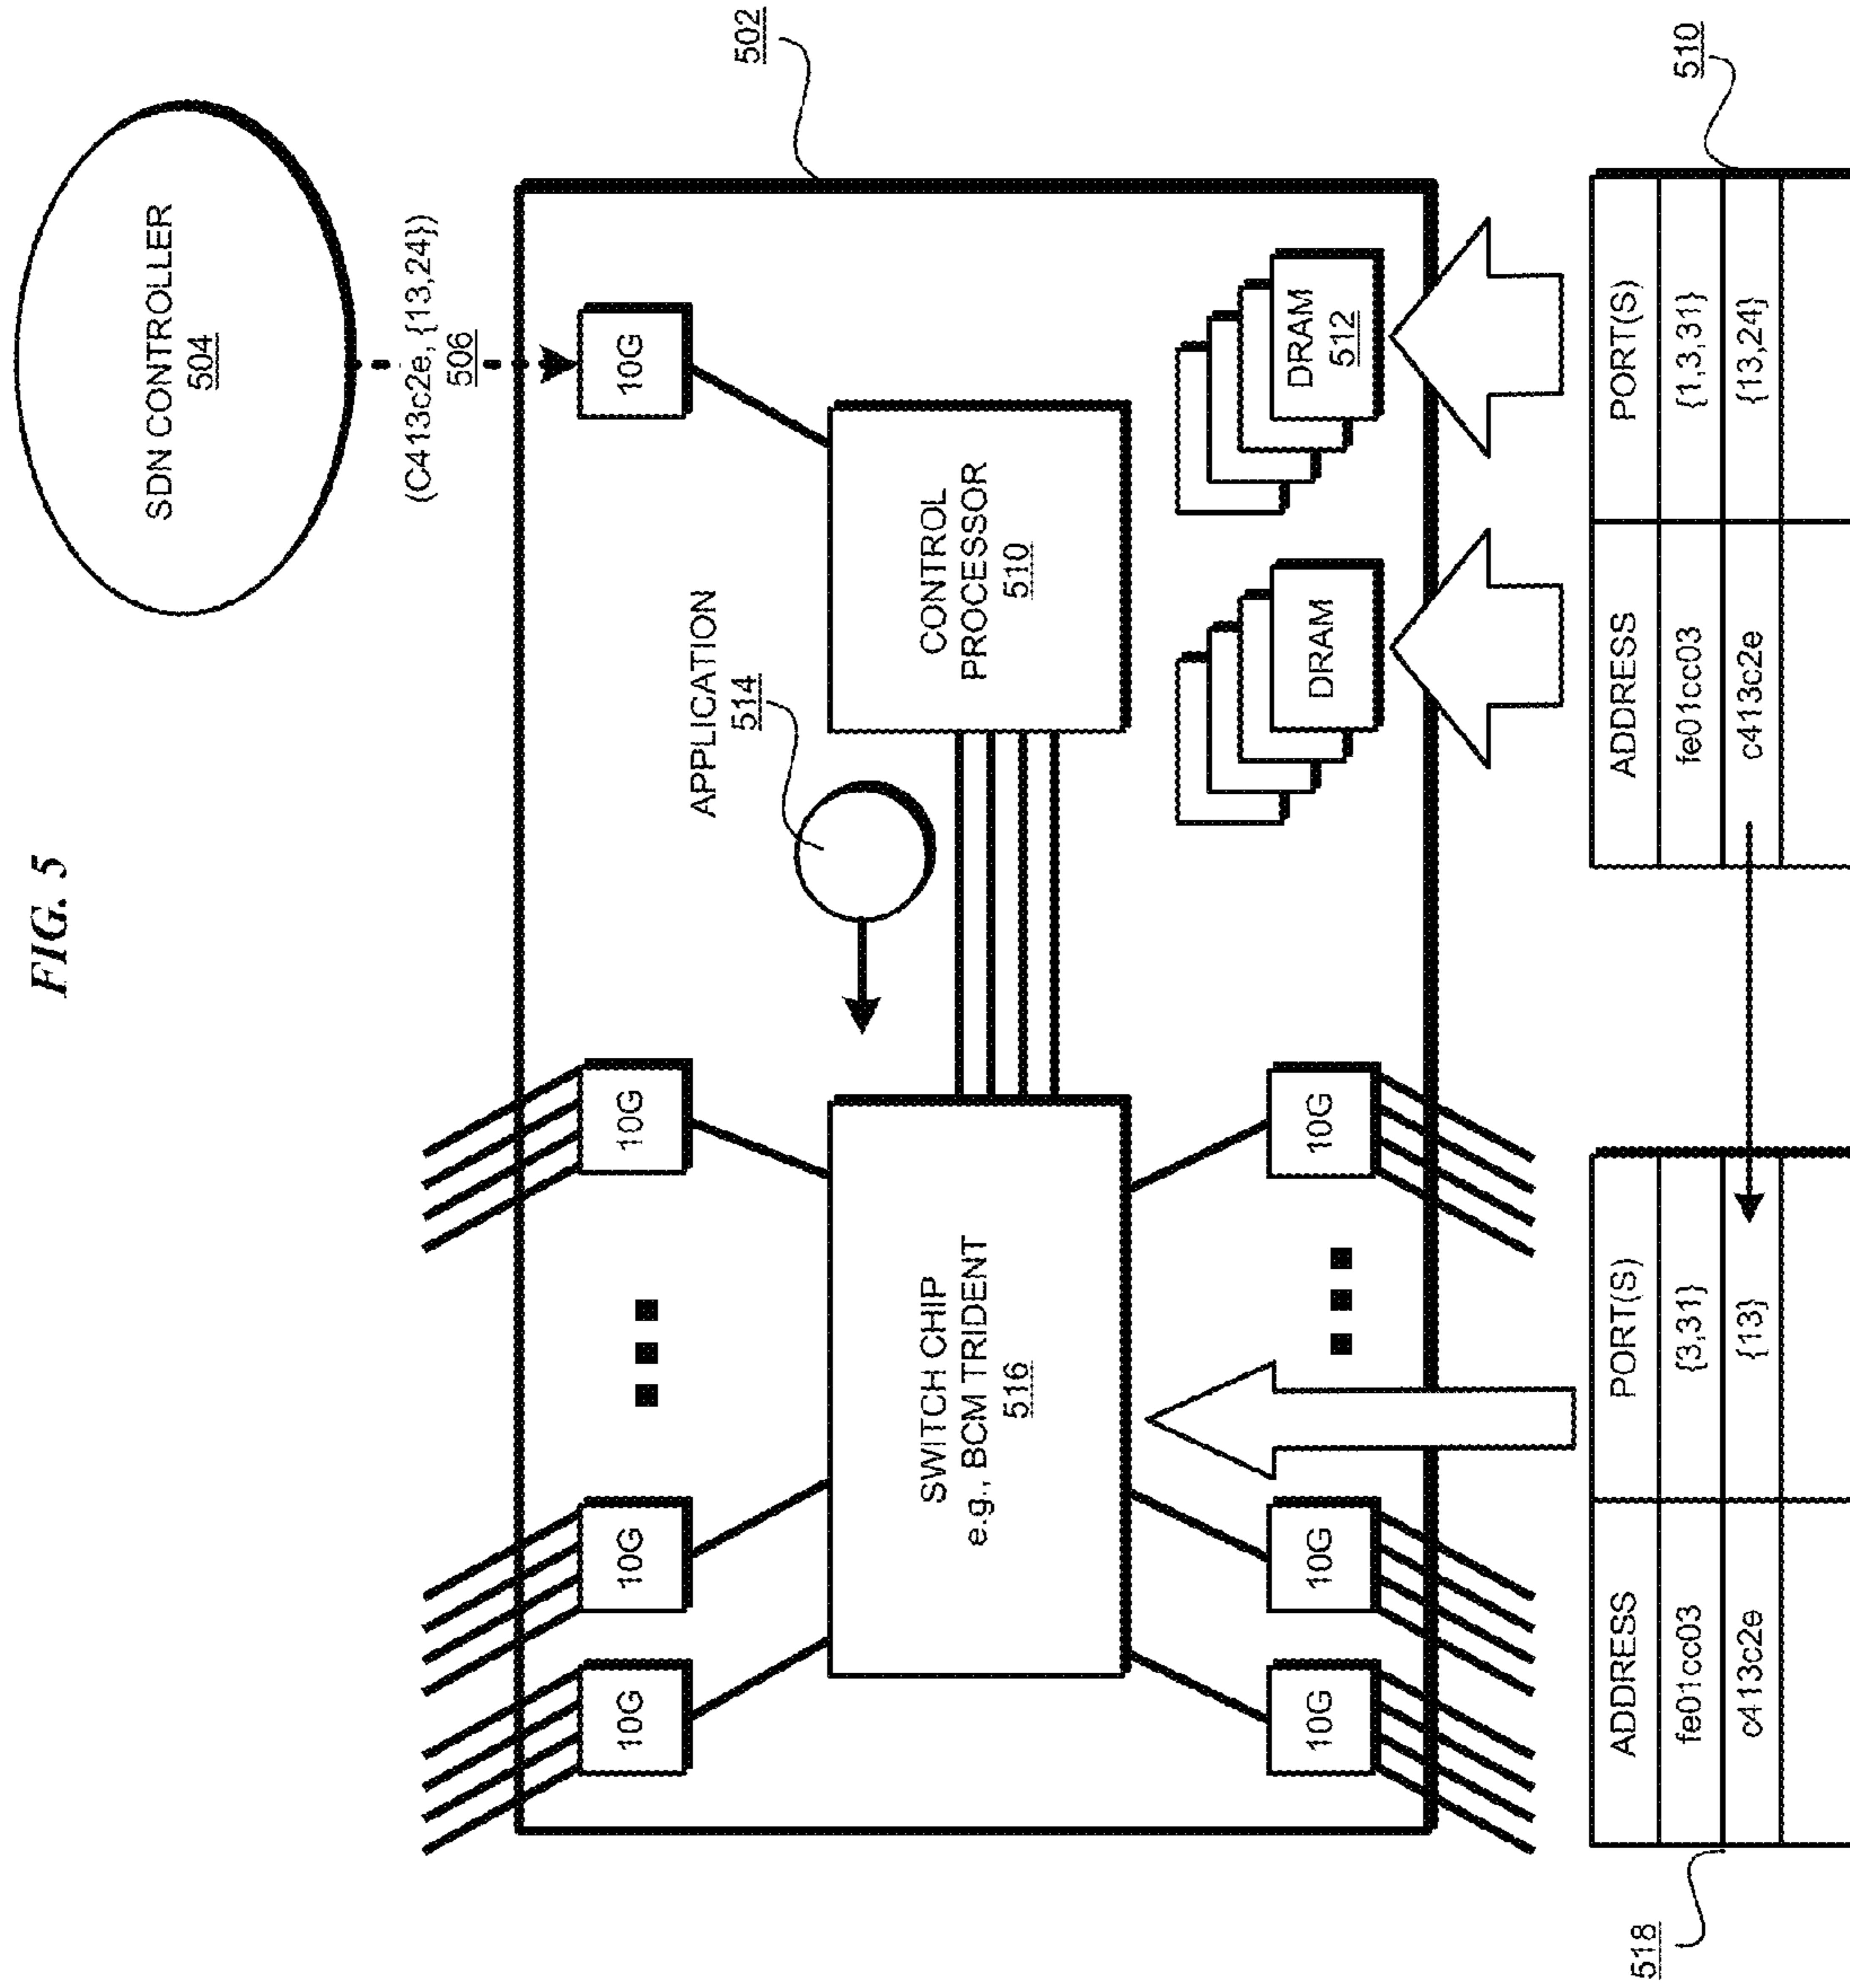 FIG. 5
SDN CONTROLLER
504
(C413c2e, {13,24})
506
502
10G
10G
10G
10G
APPLICATION
514
SWITCH CHIP
e.g., BCM TRIDENT
516
CONTROL
PROCESSOR
510
10G
10G
10G
DRAM
DRAM
512
518
ADDRESS PORT(S)
fe01cc03 {3,31}
c413c2e {13}
510
ADDRESS PORT(S)
fe01cc03 {1,3,31}
c413c2e {13,24}